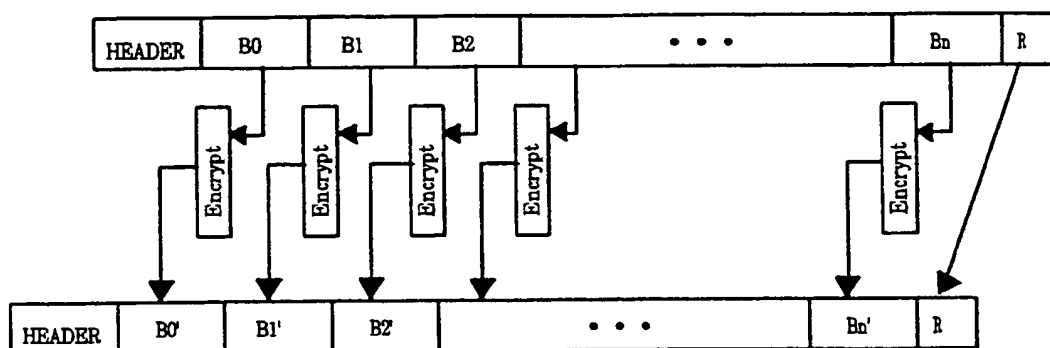 HEADER B0 B1 B2 • • • Bn R
Encrypt Encrypt Encrypt Encrypt Encrypt
HEADER B0' B1' B2' • • • Bn' R